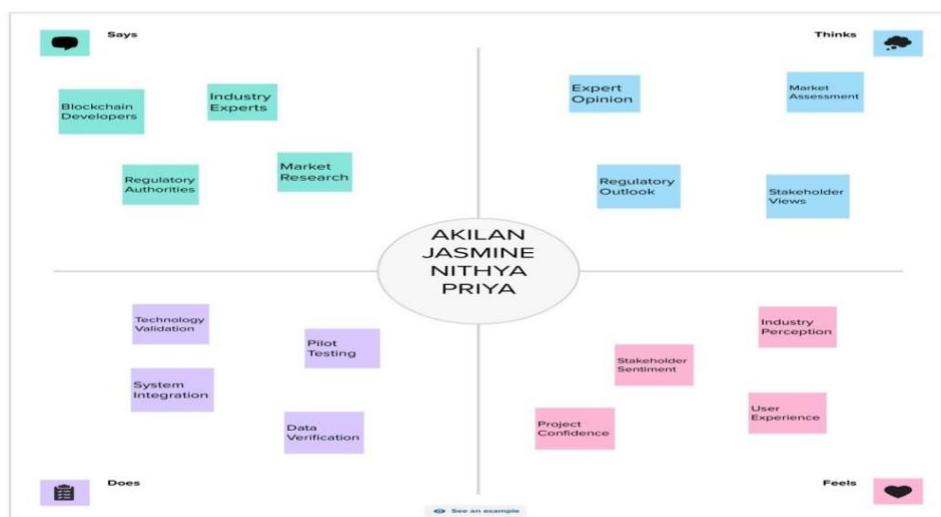 Says
Blockchain
Developers
Industry
Experts
Regulatory
Authorities
Market
Research
Thinks
Expert
Opinion
Market
Assessment
Regulatory
Outlook
Stakeholder
Views
AKILAN
JASMINE
NITHYA
PRIYA
Technology
Validation
Pilot
Testing
System
Integration
Data
Verification
Does
Industry
Perception
Stakeholder
Sentiment
Project
Confidence
User
Experience
Feels
See an example